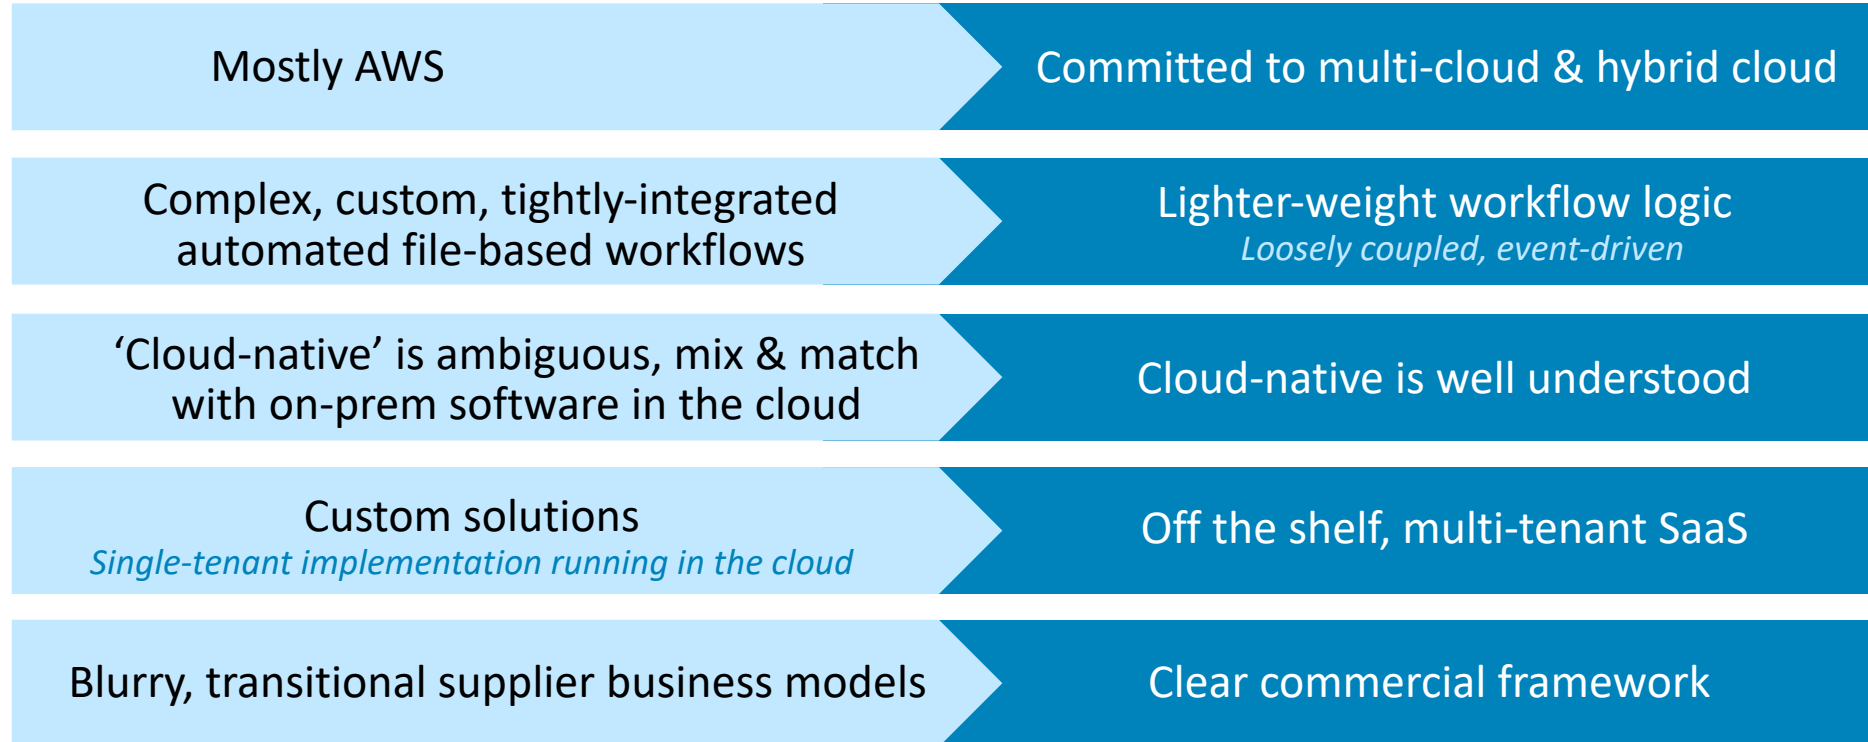 Mostly AWS
Committed to multi-cloud & hybrid cloud
Complex, custom, tightly-integrated
automated file-based workflows
Lighter-weight workflow logic
Loosely coupled, event-driven
‘Cloud-native’ is ambiguous, mix & match
with on-prem software in the cloud
Cloud-native is well understood
Custom solutions
Single-tenant implementation running in the cloud
Off the shelf, multi-tenant SaaS
Blurry, transitional supplier business models
Clear commercial framework